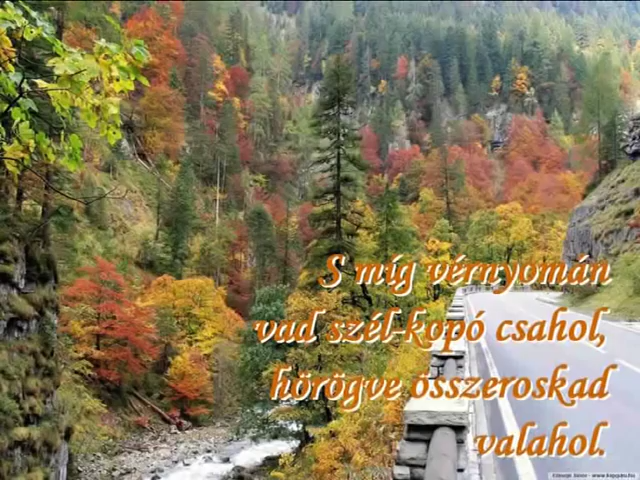 S míg vérnyomán
vad szél-kopó csahol,
hörögve összeroskad
valahol.